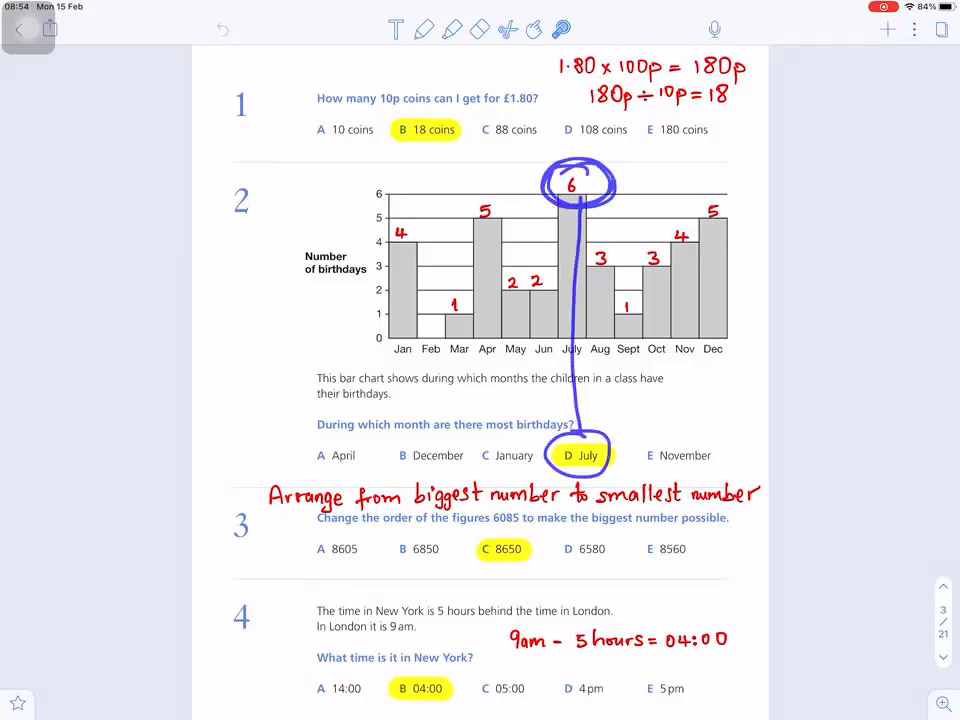 08:54 Mon 15 Feb
84%
T
1.80 x 100p = 180p
180p ÷ 10p = 18
1
How many 10p coins can I get for £1.80?
A 10 coins B 18 coins C 88 coins D 108 coins E 180 coins
2
Number
of birthdays
6
5
4
3
2
1
0
4 1 5 2 2 6 3 1 3 4 5
Jan Feb Mar Apr May Jun July Aug Sept Oct Nov Dec
This bar chart shows during which months the children in a class have
their birthdays.
During which month are there most birthdays?
A April B December C January D July E November
Arrange from biggest number to smallest number
3
Change the order of the figures 6085 to make the biggest number possible.
A 8605 B 6850 C 8650 D 6580 E 8560
4
The time in New York is 5 hours behind the time in London.
In London it is 9 am.
9am - 5 hours = 04:00
What time is it in New York?
A 14:00 B 04:00 C 05:00 D 4 pm E 5 pm
3
/
21